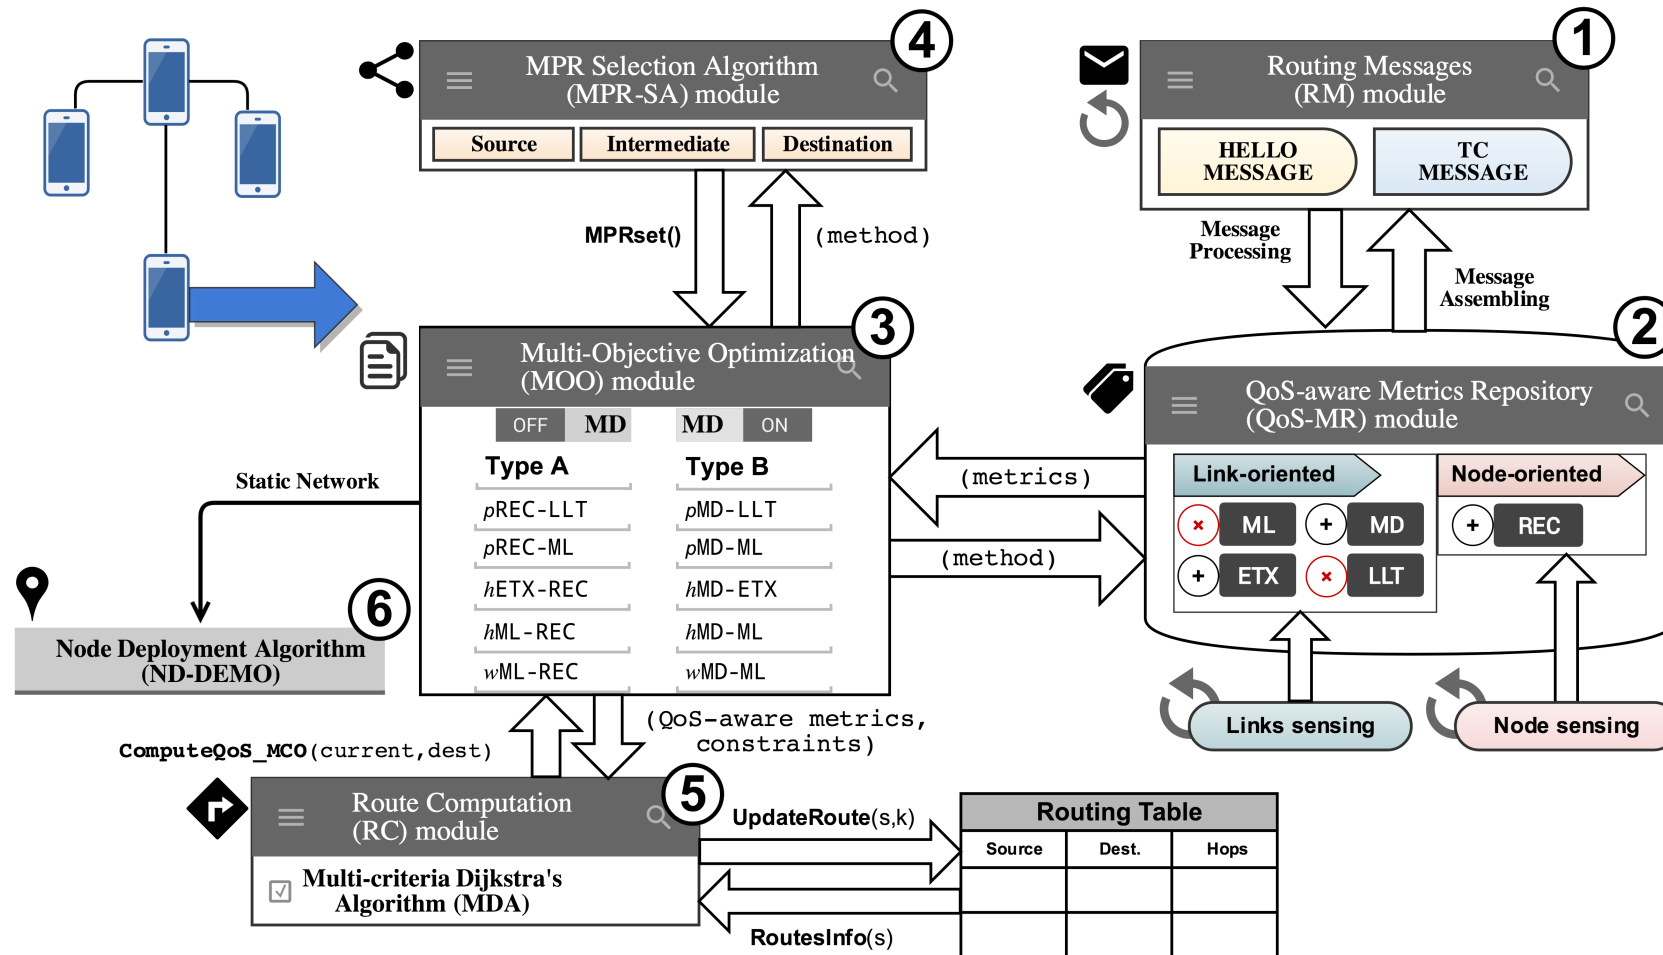 4
MPR Selection Algorithm
(MPR-SA) module
Source
Intermediate
Destination
MPRset()
(method)
1
Routing Messages
(RM) module
HELLO
MESSAGE
TC
MESSAGE
Message
Processing
Message
Assembling
3
Multi-Objective Optimization
(MOO) module
OFF MD
MD ON
Type A
pREC-LLT
pREC-ML
hETX-REC
hML-REC
wML-REC
Type B
pMD-LLT
pMD-ML
hMD-ETX
hMD-ML
wMD-ML
(metrics)
(method)
2
QoS-aware Metrics Repository
(QoS-MR) module
Link-oriented
× ML + MD
+ ETX × LLT
Node-oriented
+ REC
Links sensing
Node sensing
Static Network
6
Node Deployment Algorithm
(ND-DEMO)
ComputeQoS_MCO(current,dest)
(QoS-aware metrics,
constraints)
5
Route Computation
(RC) module
Multi-criteria Dijkstra's
Algorithm (MDA)
UpdateRoute(s,k)
RoutesInfo(s)
Routing Table
Source Dest. Hops